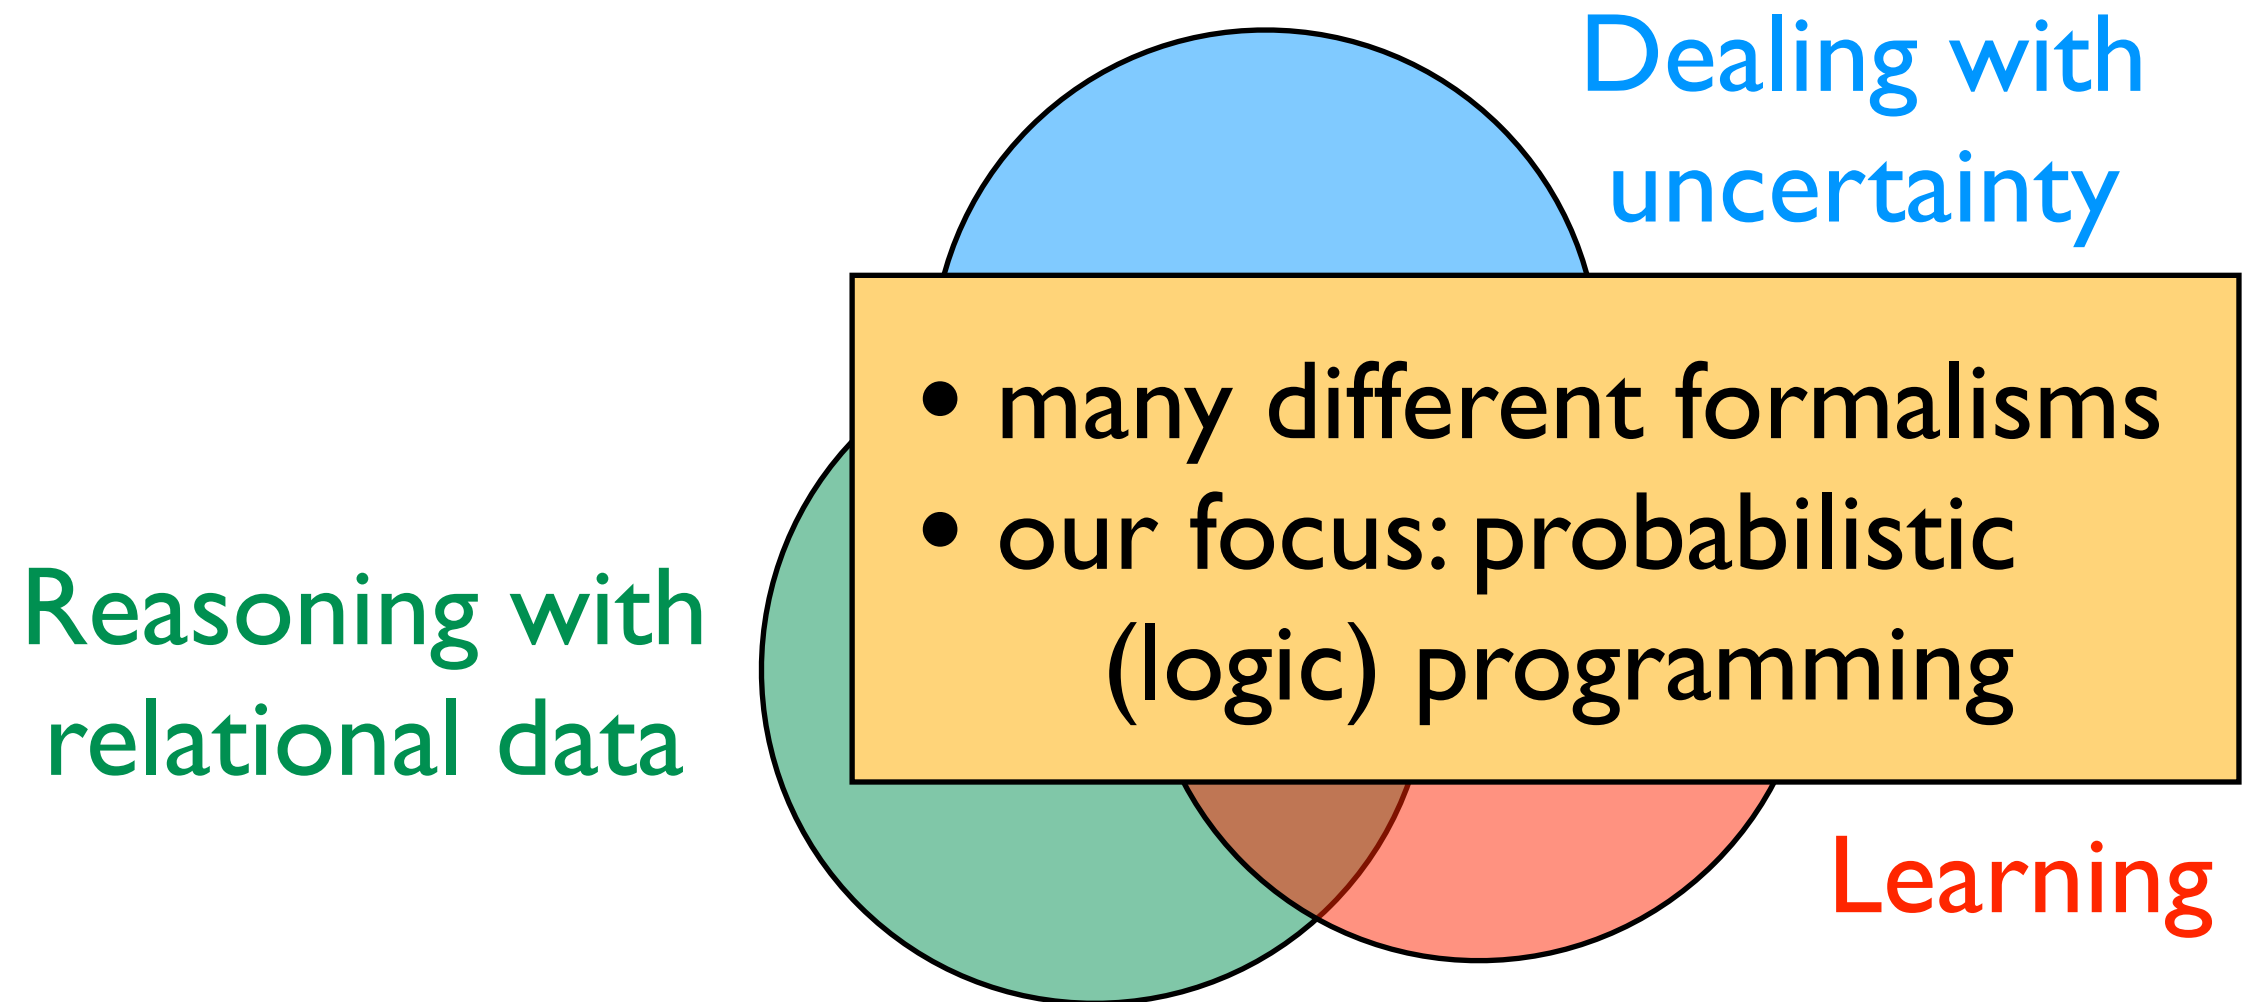 Dealing with
uncertainty
• many different formalisms
• our focus: probabilistic
(logic) programming
Reasoning with
relational data
Learning